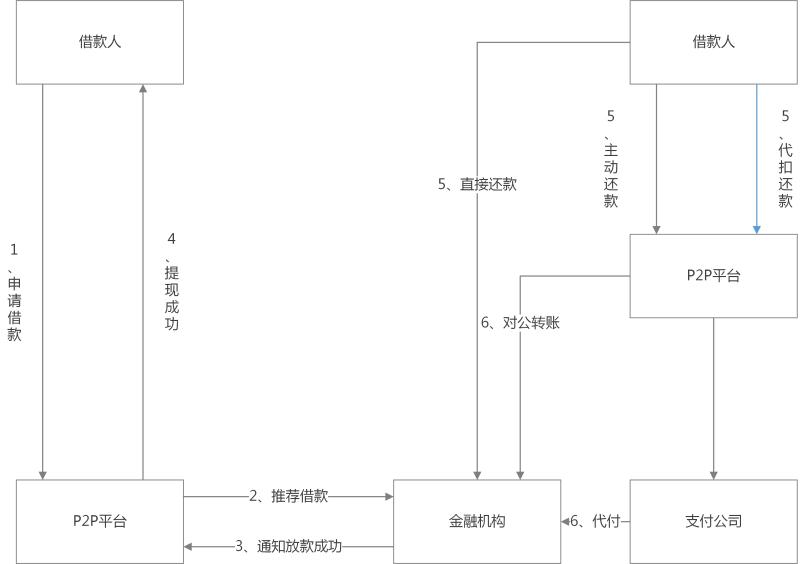 借款人
借款人
5、主动还款
5、代扣还款
5、直接还款
1、申请借款
4、提现成功
P2P平台
6、对公转账
2、推荐借款
P2P平台
金融机构
6、代付
支付公司
3、通知放款成功